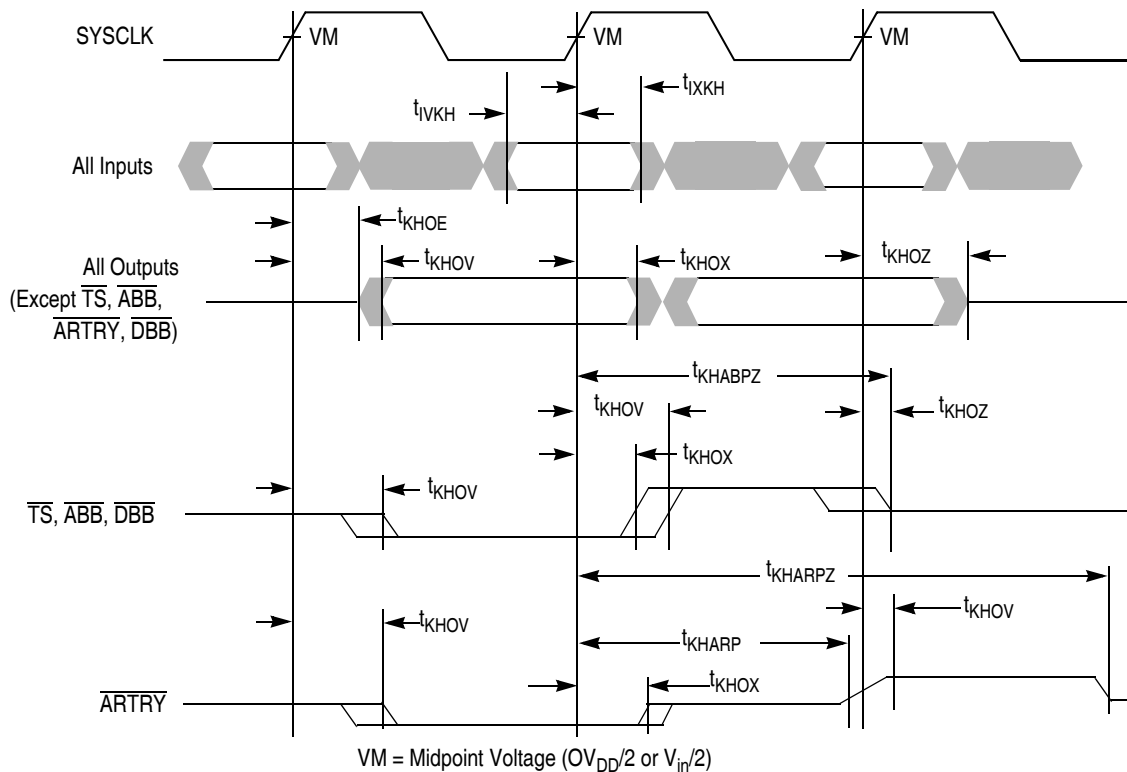 SYSCLK
VM
VM
VM
tIXKH
tIVKH
All Inputs
tKHOE
All Outputs
(Except TS, ABB,
ARTRY, DBB)
tKHOV
tKHOX
tKHOZ
tKHABPZ
tKHOV
tKHOZ
tKHOX
tKHOV
TS, ABB, DBB
tKHARPZ
tKHOV
tKHOV
tKHARP
tKHOX
ARTRY
VM = Midpoint Voltage (OVDD/2 or Vin/2)